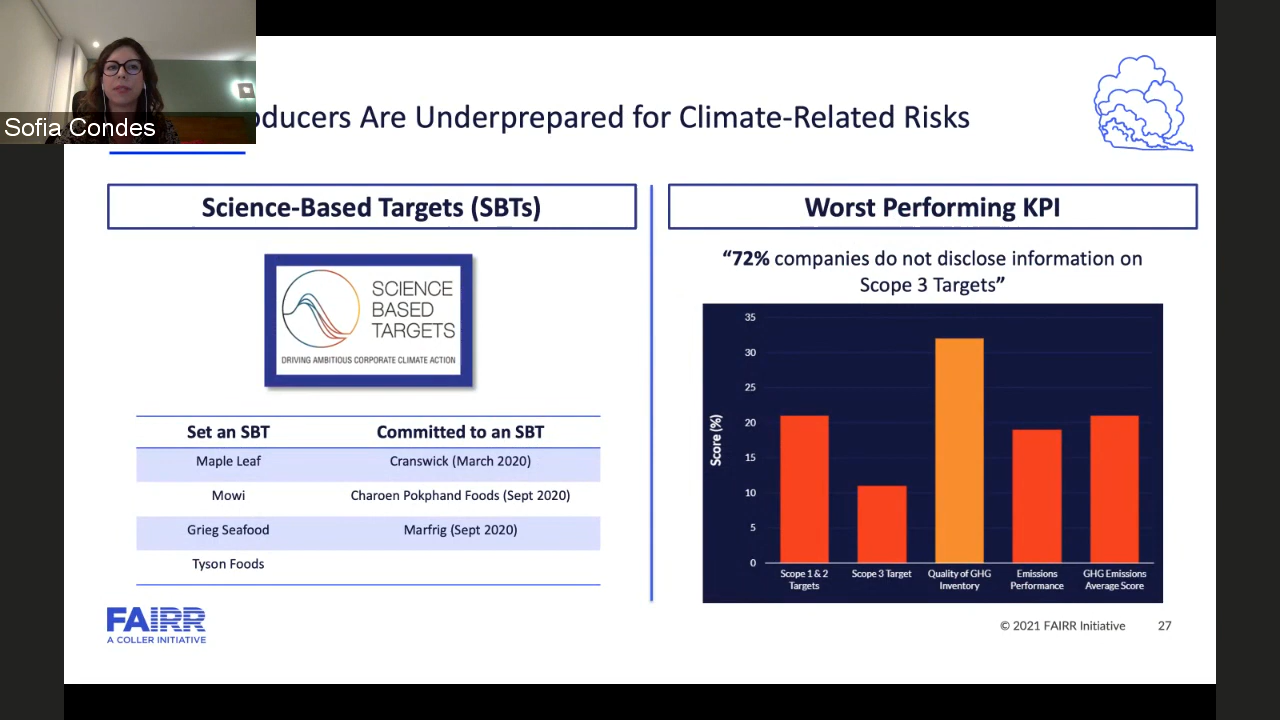 Sofia Condes
oducers Are Underprepared for Climate-Related Risks
Science-Based Targets (SBTs)
SCIENCE
BASED
TARGETS
DRIVING AMBITIOUS CORPORATE CLIMATE ACTION
Set an SBT Committed to an SBT
Maple Leaf Cranswick (March 2020)
Mowi Charoen Pokphand Foods (Sept 2020)
Grieg Seafood Marfrig (Sept 2020)
Tyson Foods
Worst Performing KPI
“72% companies do not disclose information on
Scope 3 Targets”
Score (%)
35
30
25
20
15
10
5
0
Scope 1 & 2
Targets
Scope 3 Target
Quality of GHG
Inventory
Emissions
Performance
GHG Emissions
Average Score
FAIRR
A COLLER INITIATIVE
© 2021 FAIRR Initiative 27